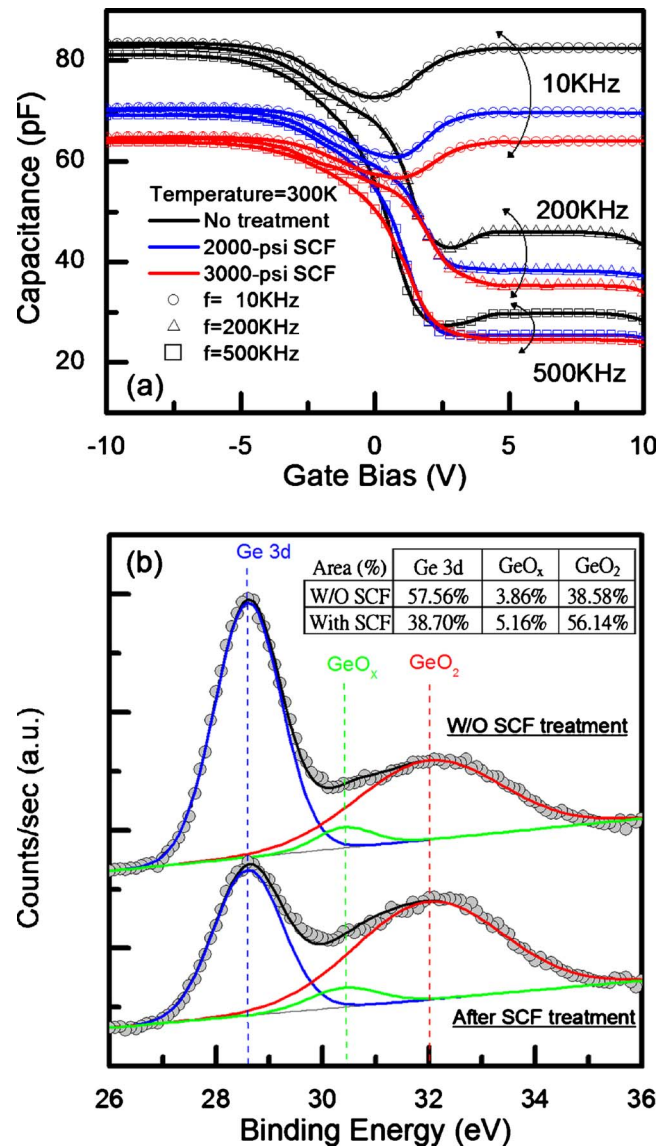 80
60
40
20
Capacitance (pF)
10KHz
Temperature=300K
No treatment
2000-psi SCF
3000-psi SCF
f= 10KHz
f=200KHz
f=500KHz
200KHz
500KHz
(a)
-10 -5 0 5 10
Gate Bias (V)
(b)
Ge 3d
Area (%) Ge 3d GeOx GeO2
W/O SCF 57.56% 3.86% 38.58%
With SCF 38.70% 5.16% 56.14%
GeOx
GeO2
W/O SCF treatment
Counts/sec (a.u.)
After SCF treatment
26 28 30 32 34 36
Binding Energy (eV)